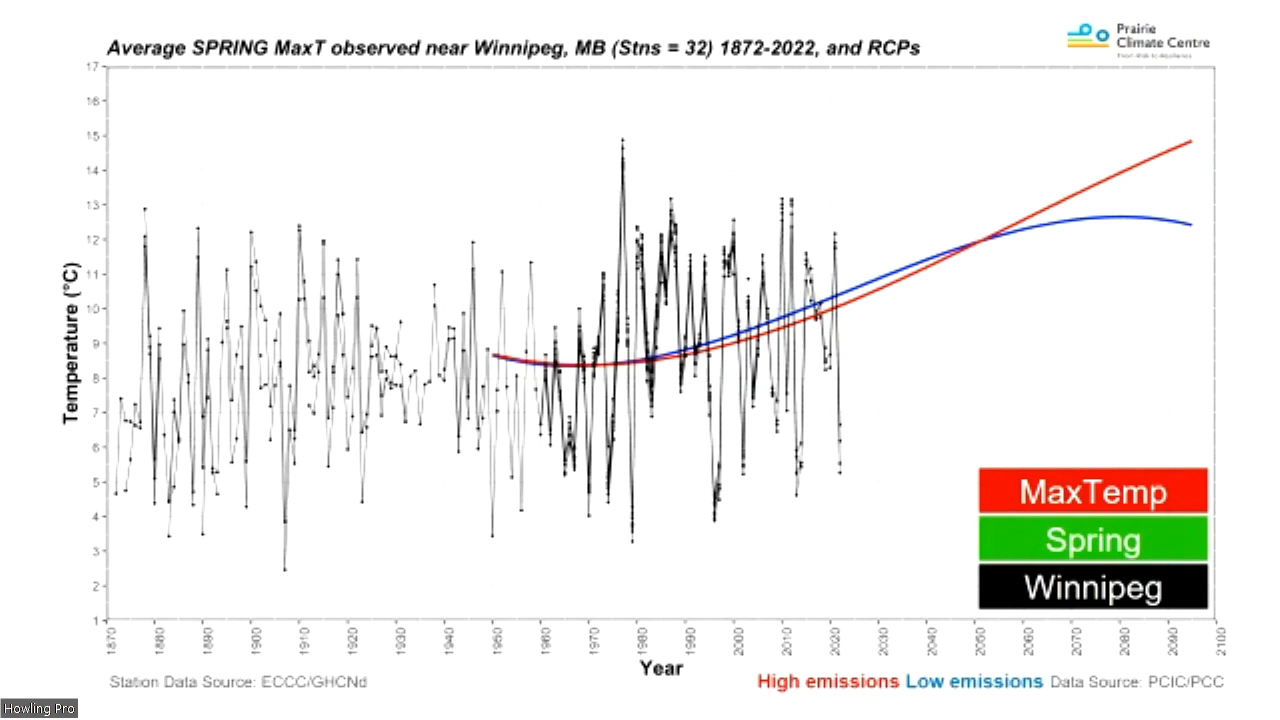 Average SPRING MaxT observed near Winnipeg, MB (Stns = 32) 1872-2022, and RCPs
Prairie
Climate Centre
From Risk to Resilience
17
16
15
14
13
12
11
10
9
8
7
6
5
4
3
2
1
Temperature (°C)
1870 1880 1890 1900 1910 1920 1930 1940 1950 1960 1970 1980 1990 2000 2010 2020 2030 2040 2050 2060 2070 2080 2090 2100
Year
MaxTemp
Spring
Winnipeg
Station Data Source: ECCC/GHCNd
High emissions Low emissions Data Source: PCIC/PCC
Howling Pro